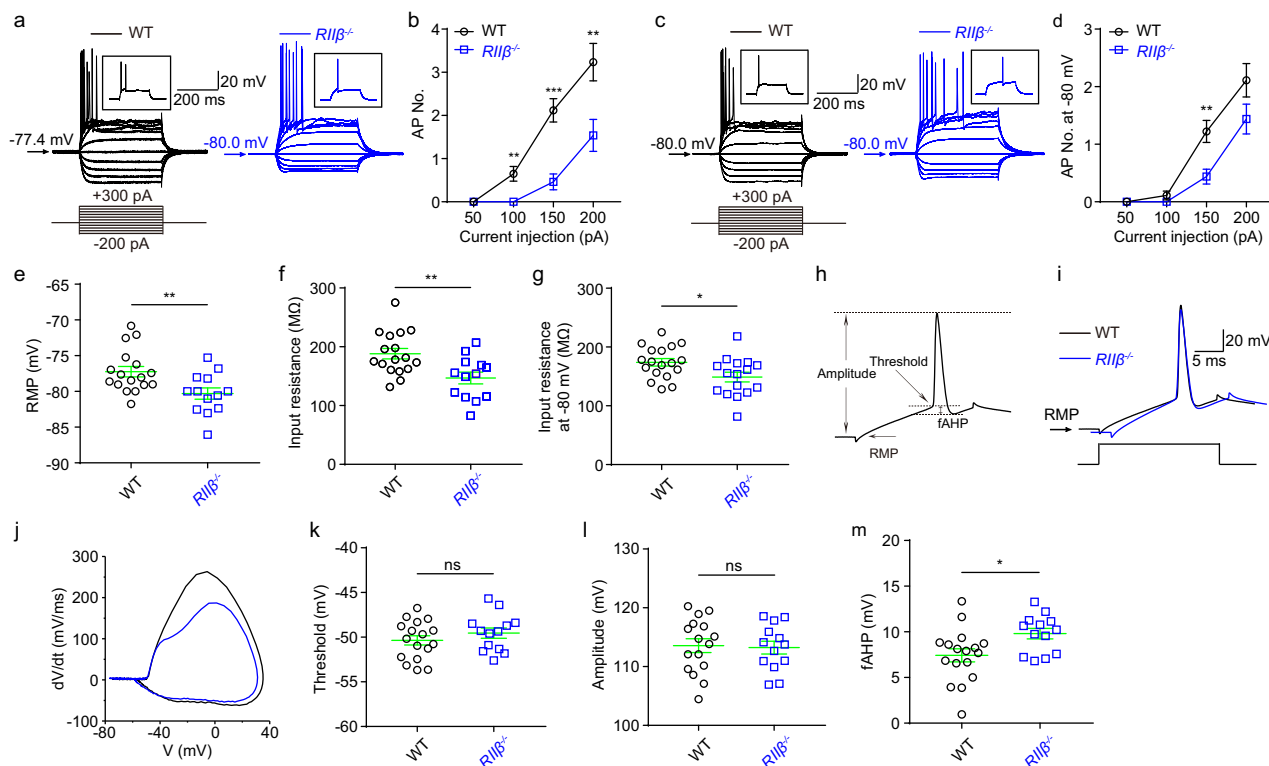 a
WT
RIIβ-/-
20 mV
200 ms
-77.4 mV
-80.0 mV
+300 pA
-200 pA
b
WT
RIIβ-/-
AP No.
4
3
2
1
0
**
***
**
50 100 150 200
Current injection (pA)
c
WT
RIIβ-/-
20 mV
200 ms
-80.0 mV
-80.0 mV
+300 pA
-200 pA
d
WT
RIIβ-/-
AP No. at -80 mV
4
3
2
1
0
**
50 100 150 200
Current injection (pA)
e
RMP (mV)
-65
-70
-75
-80
-85
-90
**
WT
RIIβ-/-
f
Input resistance (MΩ)
300
200
100
0
**
WT
RIIβ-/-
g
Input resistance
at -80 mV (MΩ)
300
200
100
0
*
WT
RIIβ-/-
h
Threshold
Amplitude
fAHP
RMP
i
WT
RIIβ-/-
20 mV
5 ms
RMP
j
dV/dt (mV/ms)
300
200
100
0
-100
-80 -40 0 40
V (mV)
k
Threshold (mV)
-40
-45
-50
-55
-60
ns
WT
RIIβ-/-
l
Amplitude (mV)
130
120
110
100
ns
WT
RIIβ-/-
m
fAHP (mV)
20
15
10
5
0
*
WT
RIIβ-/-